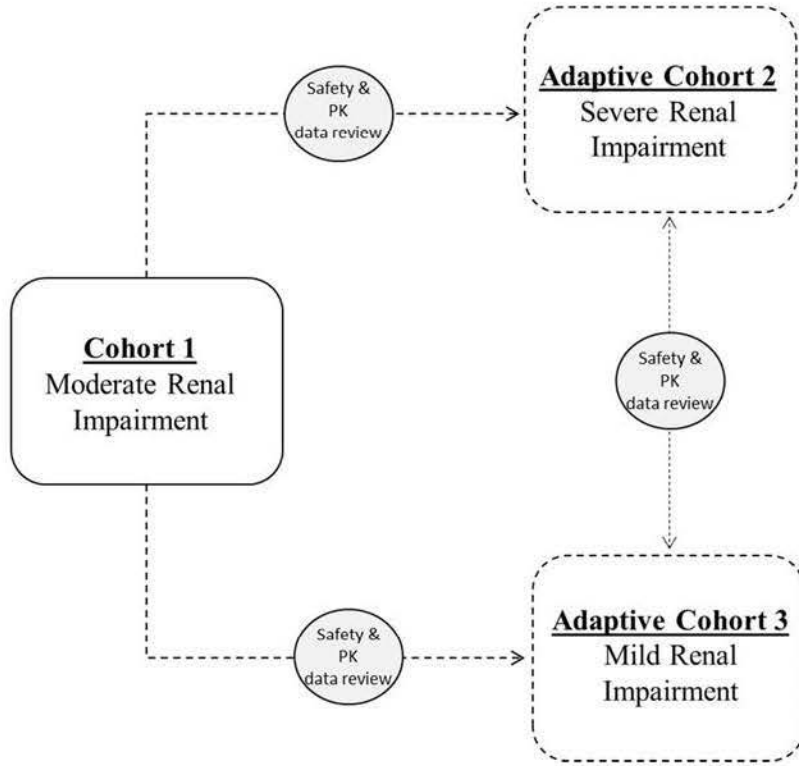 Safety &
PK
data review
Adaptive Cohort 2
Severe Renal
Impairment
Cohort 1
Moderate Renal
Impairment
Safety &
PK
data review
Safety &
PK
data review
Adaptive Cohort 3
Mild Renal
Impairment